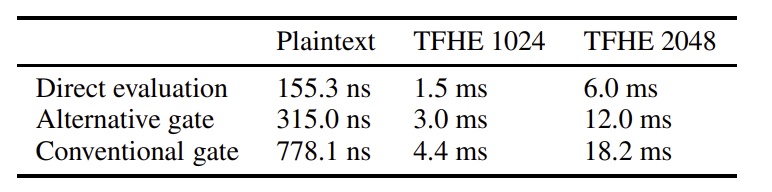 Plaintext TFHE 1024 TFHE 2048
Direct evaluation 155.3 ns 1.5 ms 6.0 ms
Alternative gate 315.0 ns 3.0 ms 12.0 ms
Conventional gate 778.1 ns 4.4 ms 18.2 ms